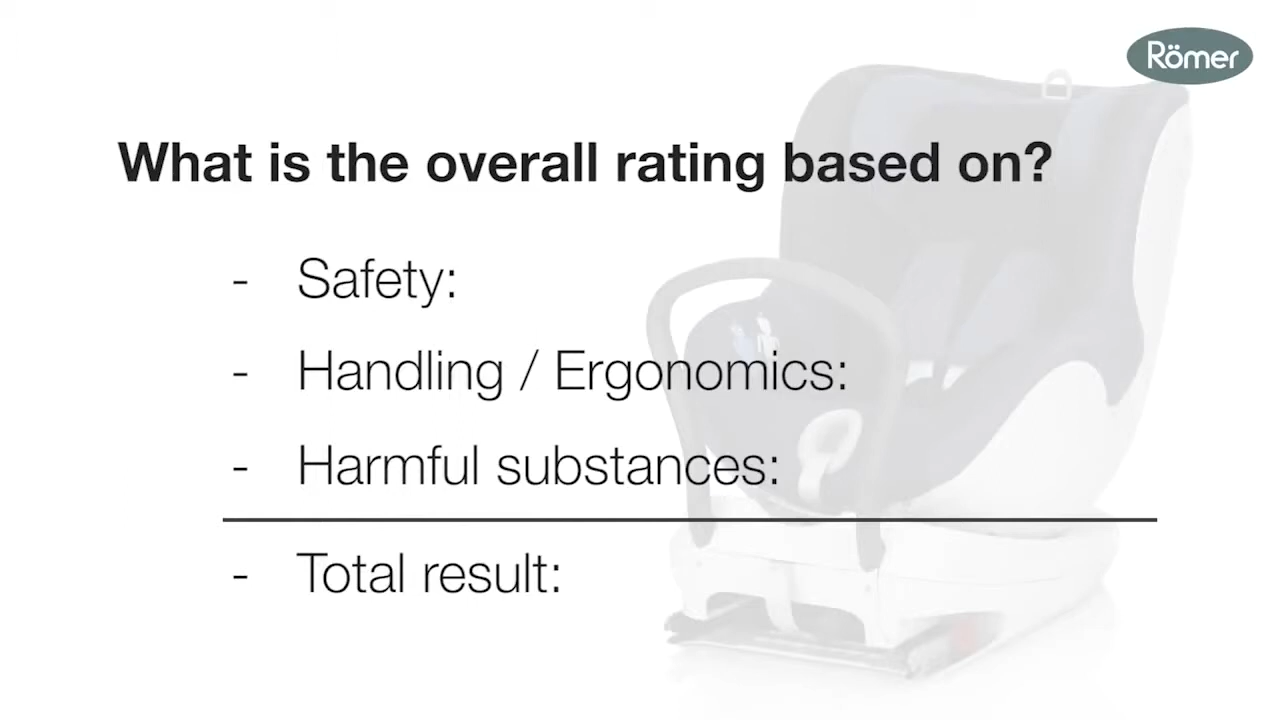 Römer
What is the overall rating based on?
- Safety:
- Handling / Ergonomics:
- Harmful substances:
- Total result: